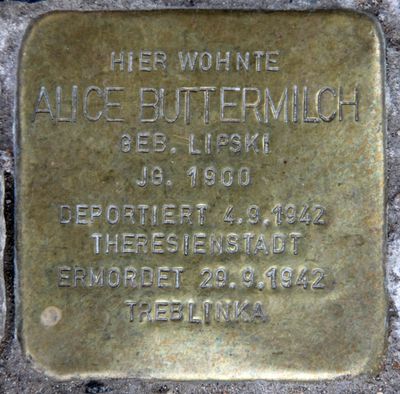 HIER WOHNTE
ALICE BUTTERMILCH
GEB. LIPSKI
JG. 1900
DEPORTIERT 4.9.1942
THERESIENSTADT
ERMORDET 29.9.1942
TREBLINKA